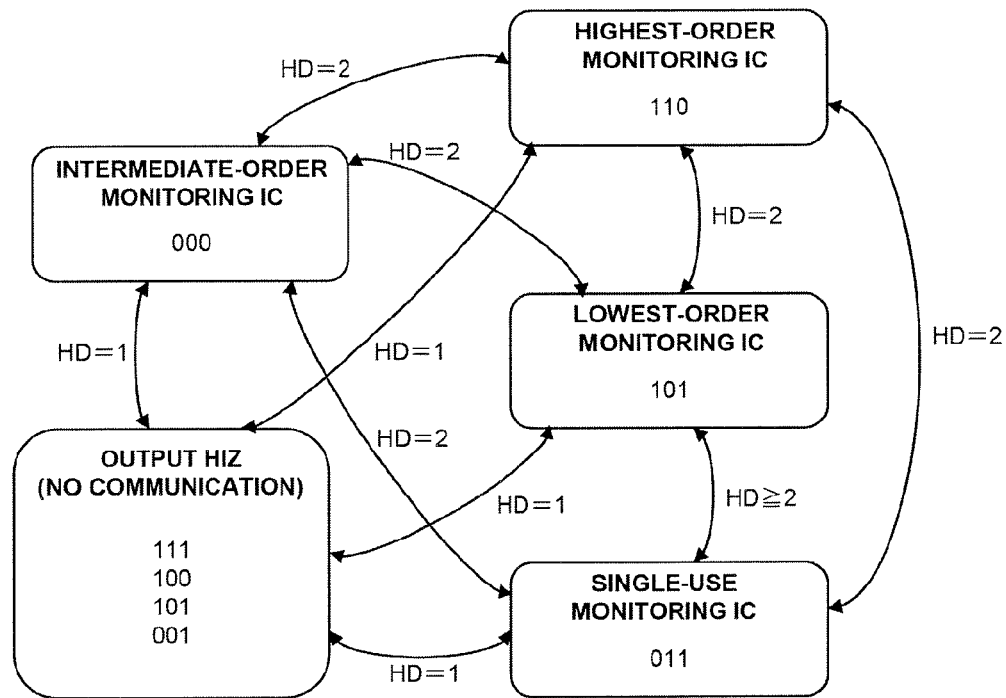 HIGHEST-ORDER
MONITORING IC
110
HD=2
INTERMEDIATE-ORDER
MONITORING IC
000
HD=2
HD=2
LOWEST-ORDER
MONITORING IC
101
HD=1
HD=1
HD=2
HD=2
OUTPUT HIZ
(NO COMMUNICATION)
111
100
101
001
HD=1
HD≧2
SINGLE-USE
MONITORING IC
011
HD=1